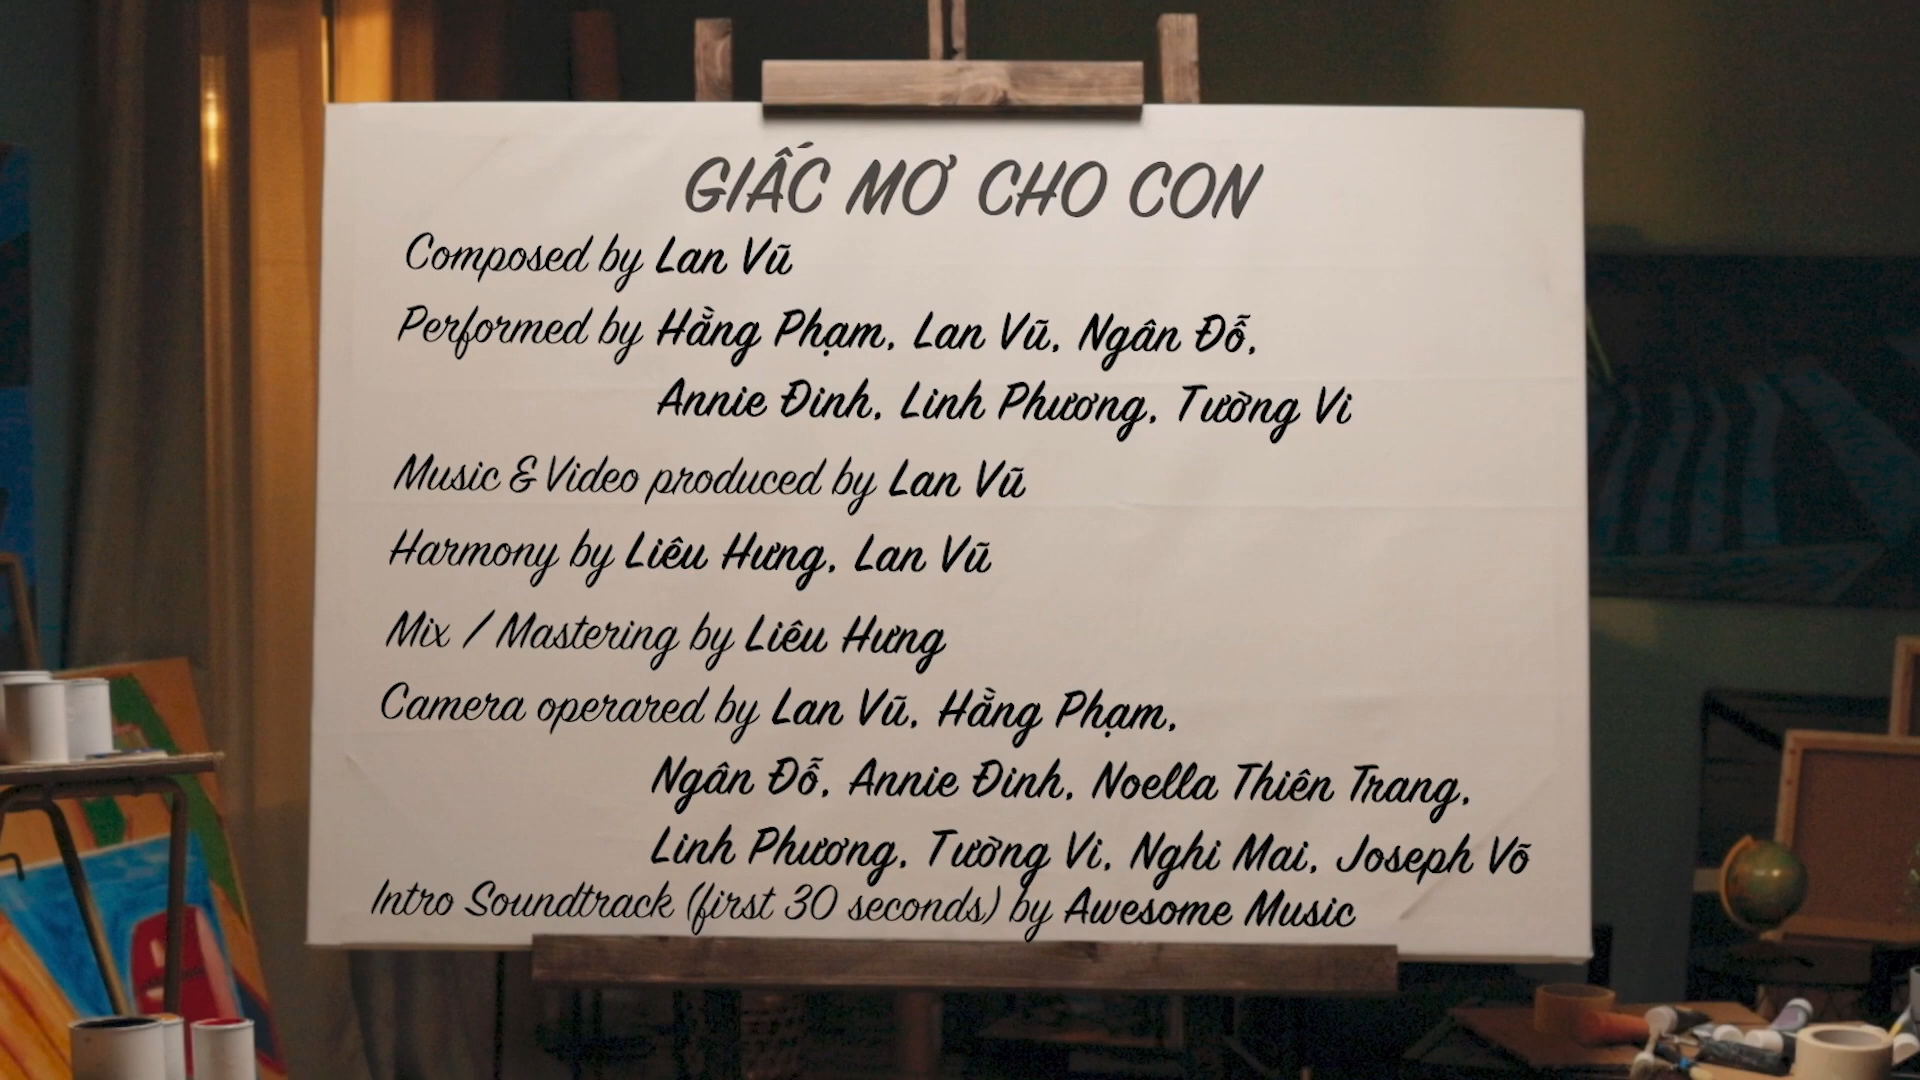 GIẤC MƠ CHO CON
Composed by Lan Vũ
Performed by Hằng Phạm, Lan Vũ, Ngân Đỗ,
Annie Đinh, Linh Phương, Tường Vi
Music & Video produced by Lan Vũ
Harmony by Liêu Hưng, Lan Vũ
Mix / Mastering by Liêu Hưng
Camera operared by Lan Vũ, Hằng Phạm,
Ngân Đỗ, Annie Đinh, Noella Thiên Trang,
Linh Phương, Tường Vi, Nghi Mai, Joseph Võ
Intro Soundtrack (first 30 seconds) by Awesome Music